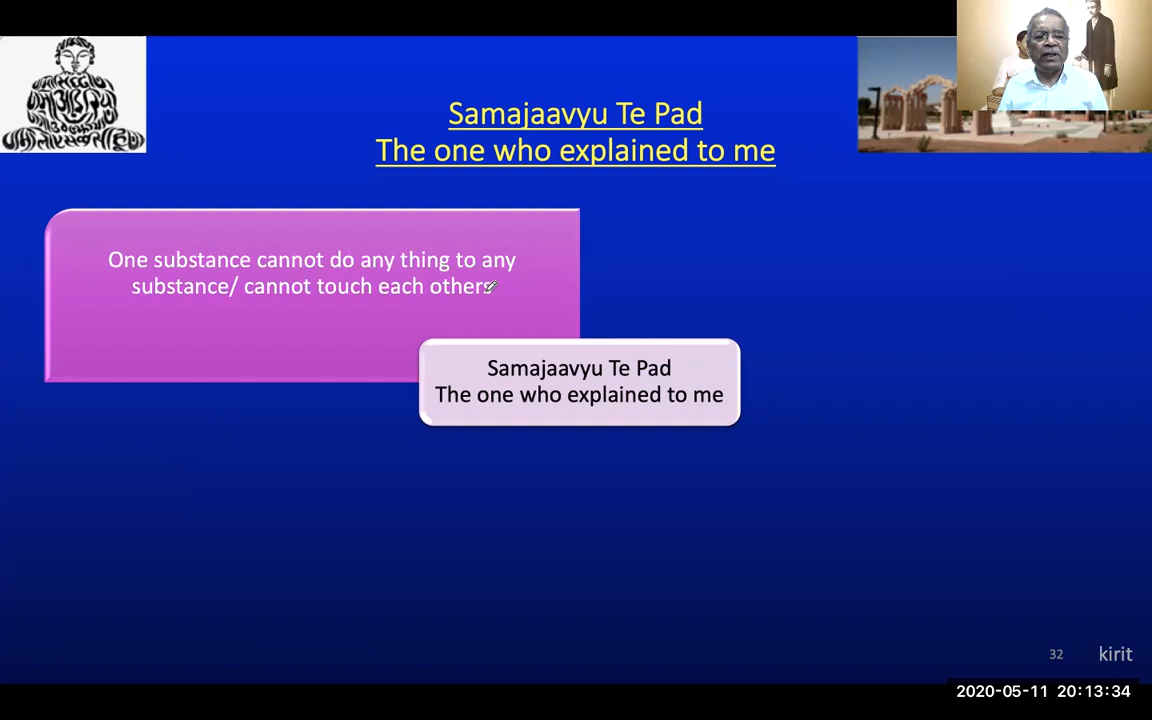 Samajaavyu Te Pad
The one who explained to me
One substance cannot do any thing to any
substance/ cannot touch each others
Samajaavyu Te Pad
The one who explained to me
32
kirit
2020-05-11 20:13:34